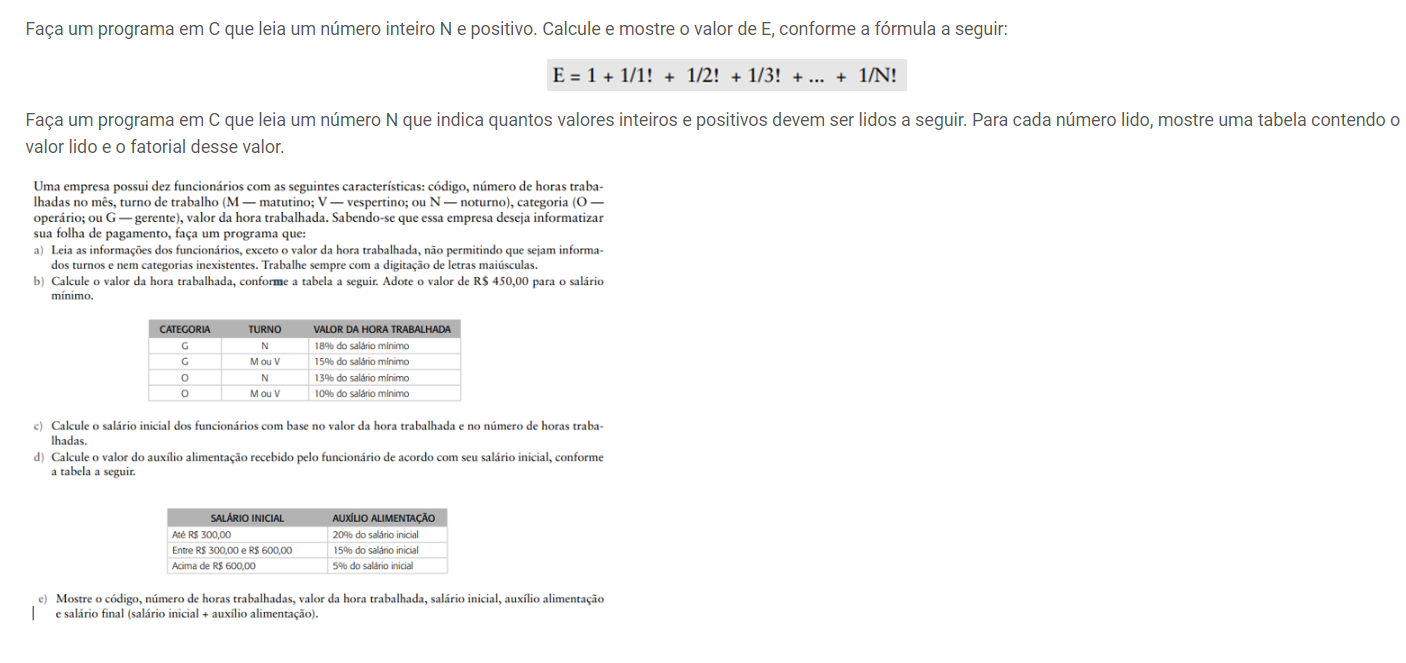 Faça um programa em C que leia um número inteiro N e positivo. Calcule e mostre o valor de E, conforme a fórmula a seguir:
E = 1 + 1/1! + 1/2! + 1/3! + ... + 1/N!
Faça um programa em C que leia um número N que indica quantos valores inteiros e positivos devem ser lidos a seguir. Para cada número lido, mostre uma tabela contendo o
valor lido e o fatorial desse valor.
Uma empresa possui dez funcionários com as seguintes características: código, número de horas traba-
lhadas no mês, turno de trabalho (M — matutino; V — vespertino; ou N — noturno), categoria (O —
operário; ou G — gerente), valor da hora trabalhada. Sabendo-se que essa empresa deseja informatizar
sua folha de pagamento, faça um programa que:
a) Leia as informações dos funcionários, exceto o valor da hora trabalhada, não permitindo que sejam informa-
dos turnos e nem categorias inexistentes. Trabalhe sempre com a digitação de letras maiúsculas.
b) Calcule o valor da hora trabalhada, conforme a tabela a seguir. Adote o valor de R$ 450,00 para o salário
mínimo.
CATEGORIA TURNO VALOR DA HORA TRABALHADA
G N 18% do salário mínimo
G M ou V 15% do salário mínimo
O N 13% do salário mínimo
O M ou V 10% do salário mínimo
c) Calcule o salário inicial dos funcionários com base no valor da hora trabalhada e no número de horas traba-
lhadas.
d) Calcule o valor do auxílio alimentação recebido pelo funcionário de acordo com seu salário inicial, conforme
a tabela a seguir.
SALÁRIO INICIAL AUXÍLIO ALIMENTAÇÃO
Até R$ 300,00 20% do salário inicial
Entre R$ 300,00 e R$ 600,00 15% do salário inicial
Acima de R$ 600,00 5% do salário inicial
e) Mostre o código, número de horas trabalhadas, valor da hora trabalhada, salário inicial, auxílio alimentação
e salário final (salário inicial + auxílio alimentação).